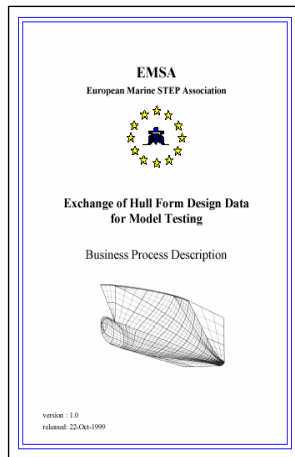 EMSA
European Marine STEP Association
Exchange of Hull Form Design Data
for Model Testing
Business Process Description
version : 1.0
released: 22-Oct-1999